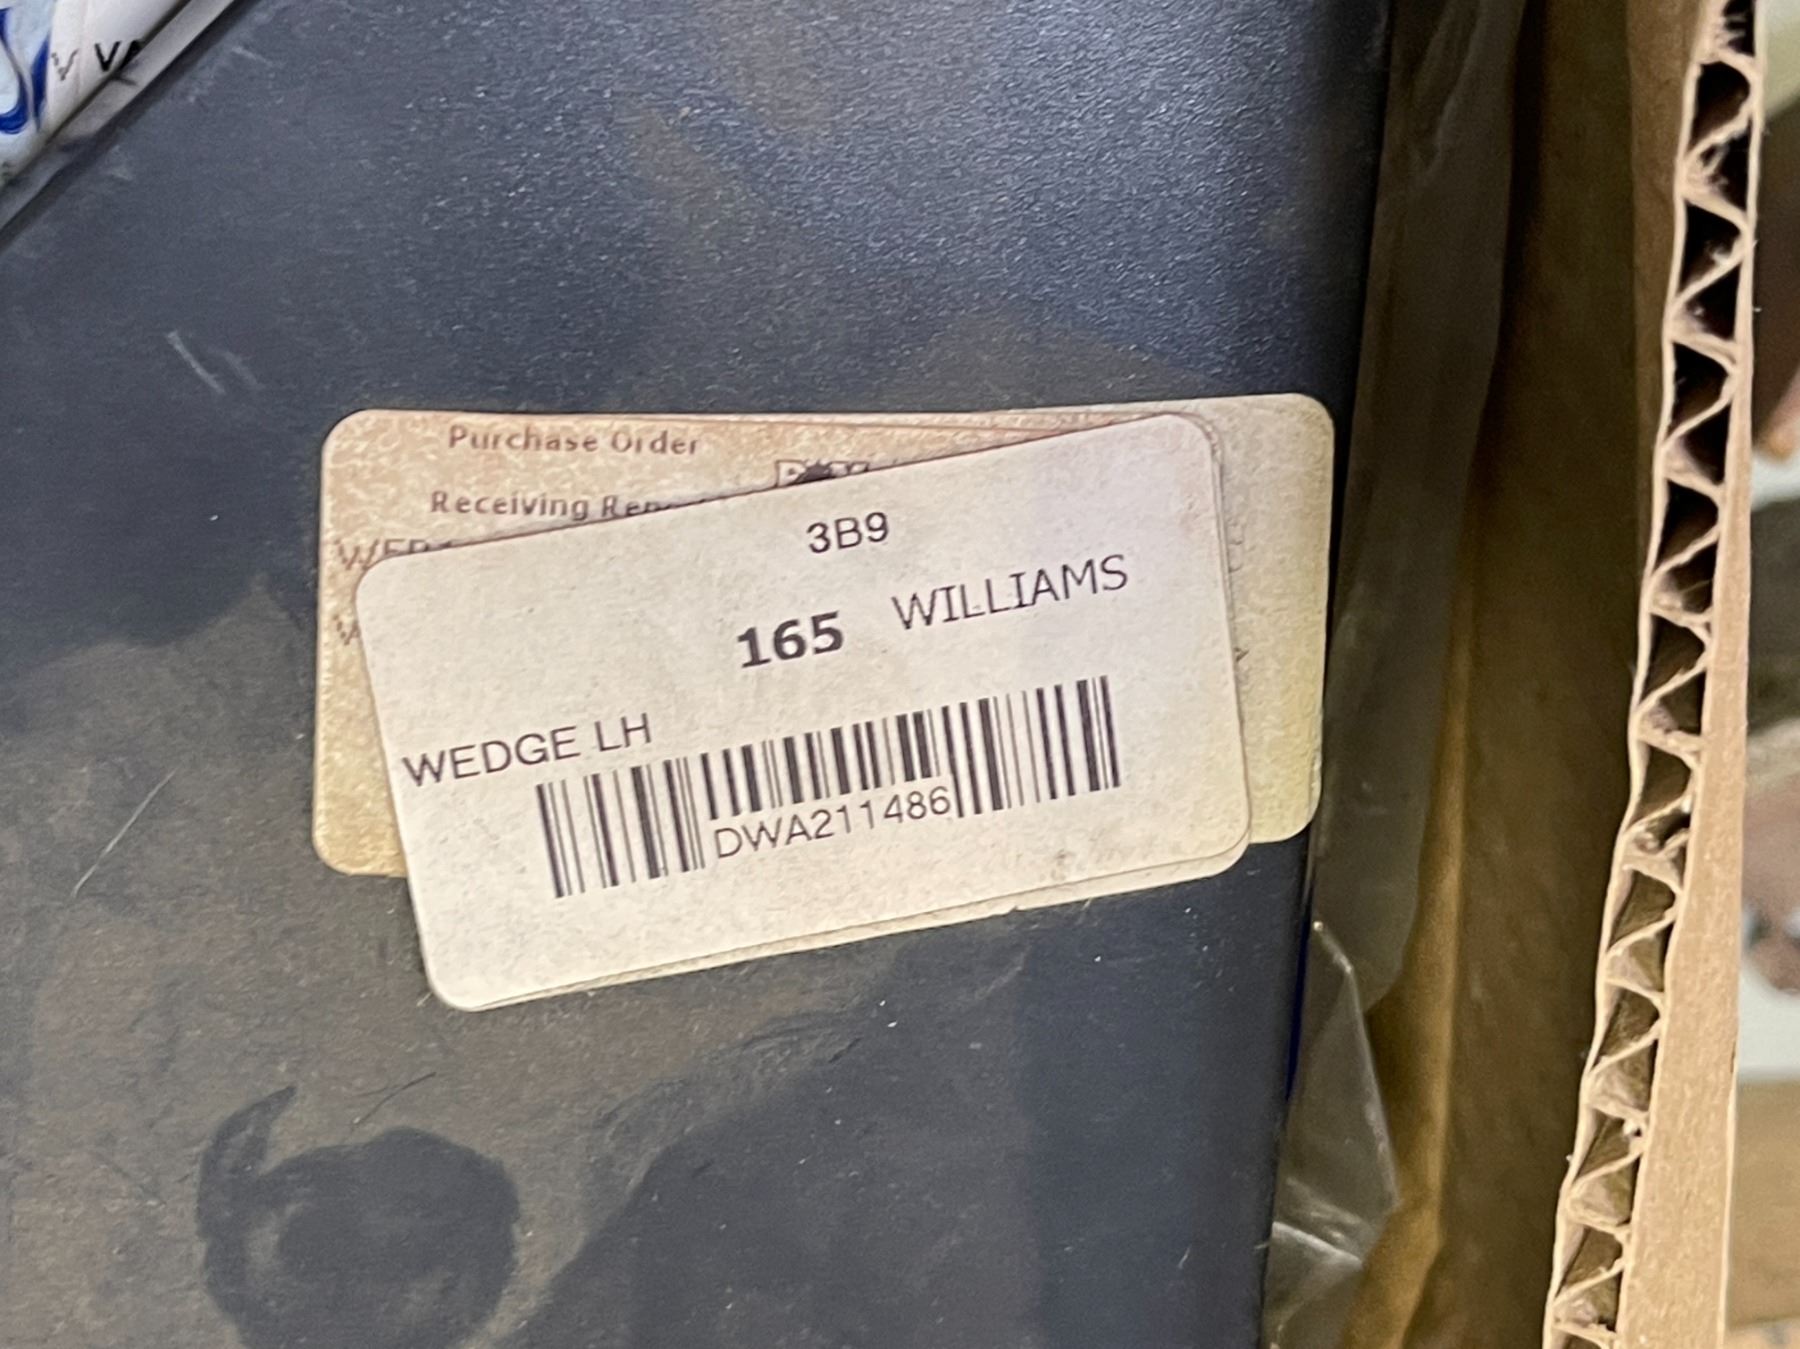 Purchase Order
Receiving
3B9
165 WILLIAMS
WEDGE LH
DWA211486